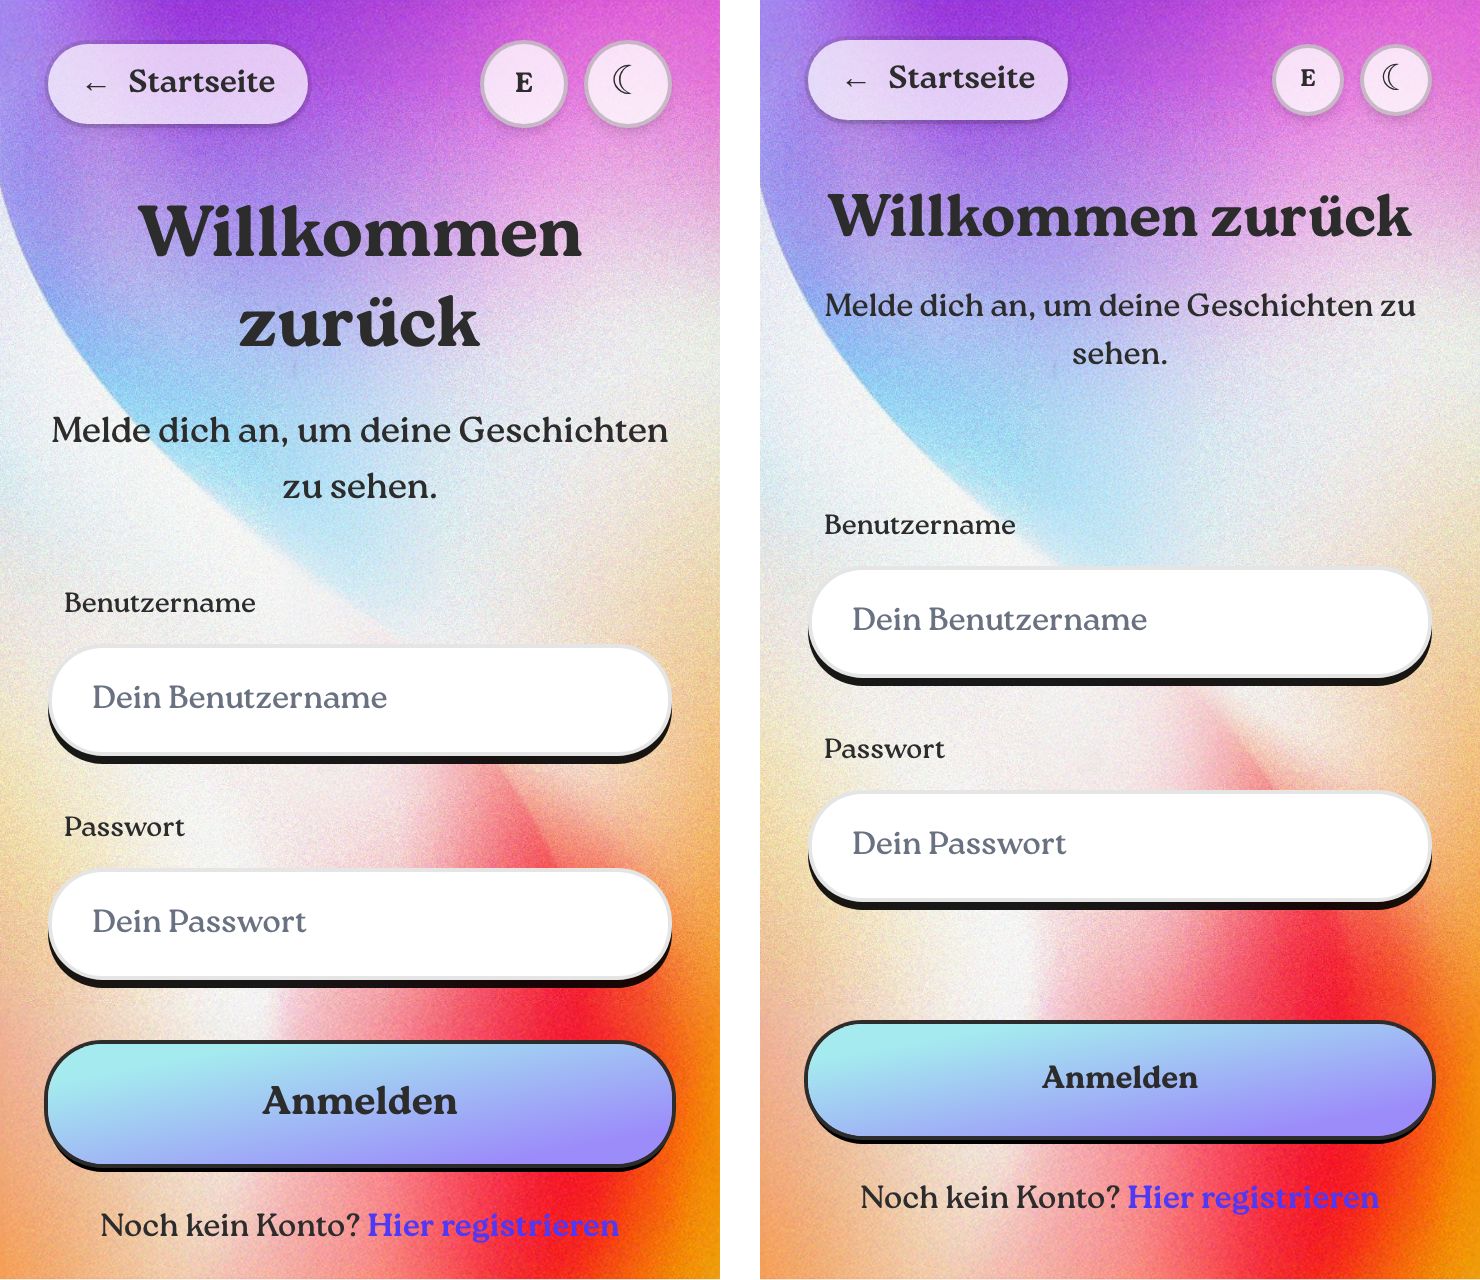 ← Startseite
E ☾
Willkommen
zurück
Melde dich an, um deine Geschichten
zu sehen.
Benutzername
Dein Benutzername
Passwort
Dein Passwort
Anmelden
Noch kein Konto? Hier registrieren
← Startseite
E ☾
Willkommen zurück
Melde dich an, um deine Geschichten zu
sehen.
Benutzername
Dein Benutzername
Passwort
Dein Passwort
Anmelden
Noch kein Konto? Hier registrieren